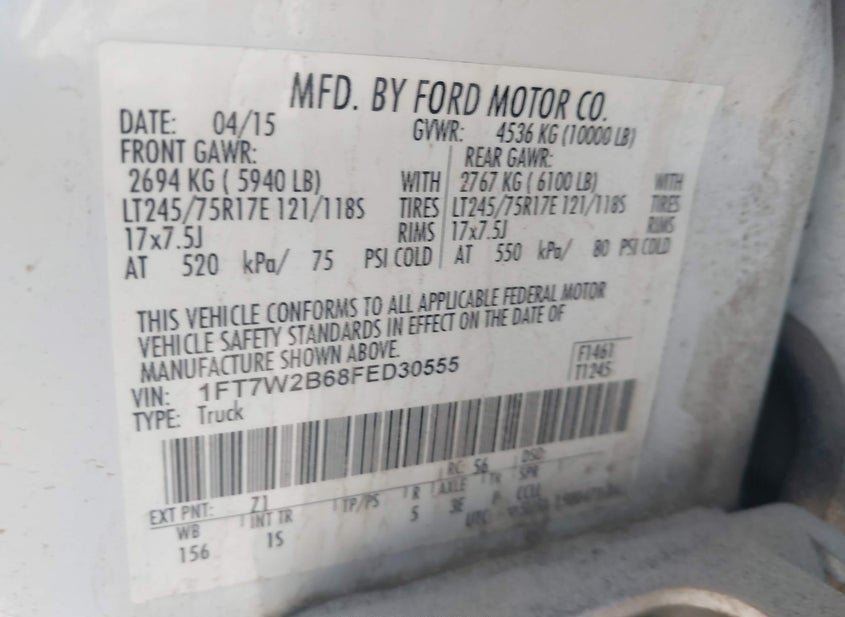 MFD. BY FORD MOTOR CO.
DATE: 04/15 GVWR: 4536 KG (10000 LB)
FRONT GAWR: REAR GAWR:
2694 KG ( 5940 LB) WITH 2767 KG ( 6100 LB) WITH
LT245/75R17E 121/118S TIRES LT245/75R17E 121/118S TIRES
17x7.5J RIMS 17x7.5J RIMS
AT 520 kPa/ 75 PSI COLD AT 550 kPa/ 80 PSI COLD
THIS VEHICLE CONFORMS TO ALL APPLICABLE FEDERAL MOTOR
VEHICLE SAFETY STANDARDS IN EFFECT ON THE DATE OF
MANUFACTURE SHOWN ABOVE.
VIN: 1FT7W2B68FED30555 F1461
TYPE: Truck T1245
EXT PNT: Z1 RC: 56 DSO:
WB INT TR TP/PS R AXLE TR SPR
156 1S 5 3E P CCLL
UTC